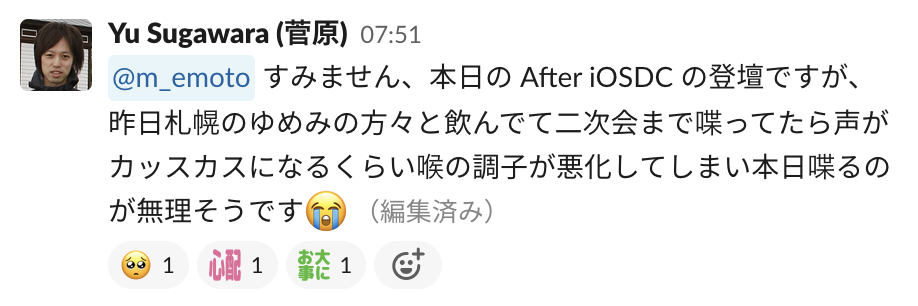 Yu Sugawara (菅原) 07:51
@m_emoto すみません、本日の After iOSDC の登壇ですが、
昨日札幌のゆめみの方々と飲んでて二次会まで喋ってたら声が
カッスカスになるくらい喉の調子が悪化してしまい本日喋るの
が無理そうです😭 （編集済み）
🥺 1 心配 1 お大事に 1